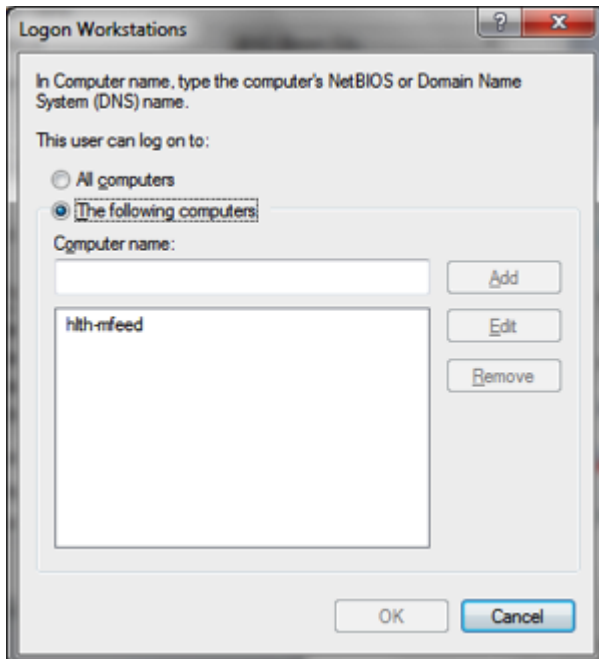 Logon Workstations
In Computer name, type the computer's NetBIOS or Domain Name
System (DNS) name.
This user can log on to:
All computers
The following computers
Computer name:
Add
hlth-mfeed
Edit
Remove
OK
Cancel